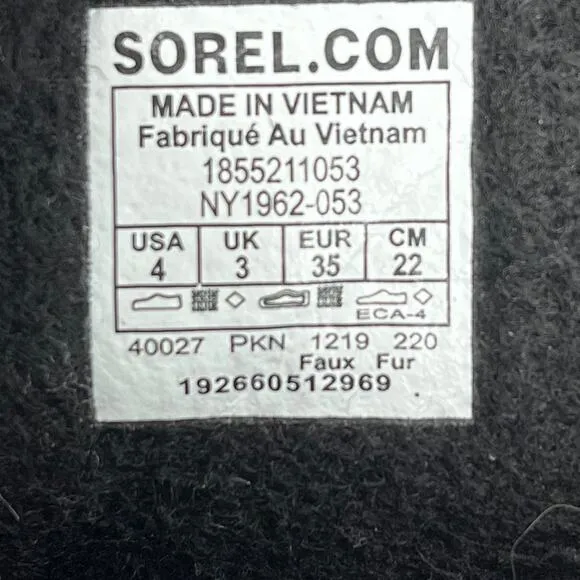 SOREL.COM
MADE IN VIETNAM
Fabriqué Au Vietnam
1855211053
NY1962-053
USA UK EUR CM
4 3 35 22
ECA-4
40027 PKN 1219 220
Faux Fur
192660512969